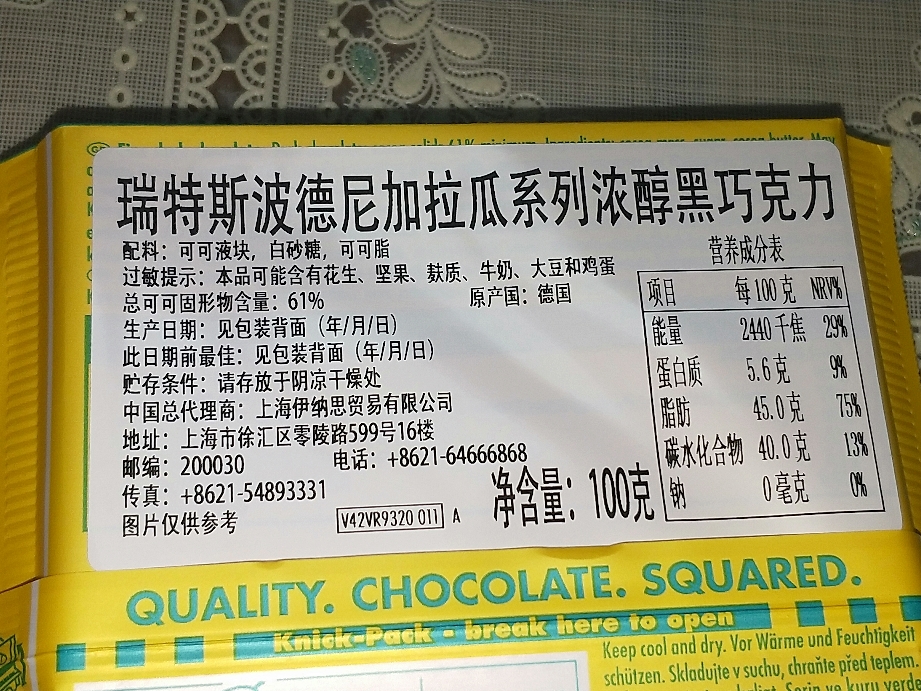 瑞特斯波德尼加拉瓜系列浓醇黑巧克力
配料：可可液块，白砂糖，可可脂
过敏提示：本品可能含有花生、坚果、麸质、牛奶、大豆和鸡蛋
总可可固形物含量：61% 原产国：德国
生产日期：见包装背面（年/月/日）
此日期前最佳：见包装背面（年/月/日）
贮存条件：请存放于阴凉干燥处
中国总代理商：上海伊纳思贸易有限公司
地址：上海市徐汇区零陵路599号16楼
邮编：200030 电话：+8621-64666868
传真：+8621-54893331
图片仅供参考
V42VR9320 011 A
净含量：100克
营养成分表
项目 每100克 NRV%
能量 2440千焦 29%
蛋白质 5.6克 9%
脂肪 45.0克 75%
碳水化合物 40.0克 13%
钠 0毫克 0%
QUALITY. CHOCOLATE. SQUARED.
Knick-Pack - break here to open
Keep cool and dry. Vor Wärme und Feuchtigkeit
schützen. Skladujte v suchu, chraňte před teplem.